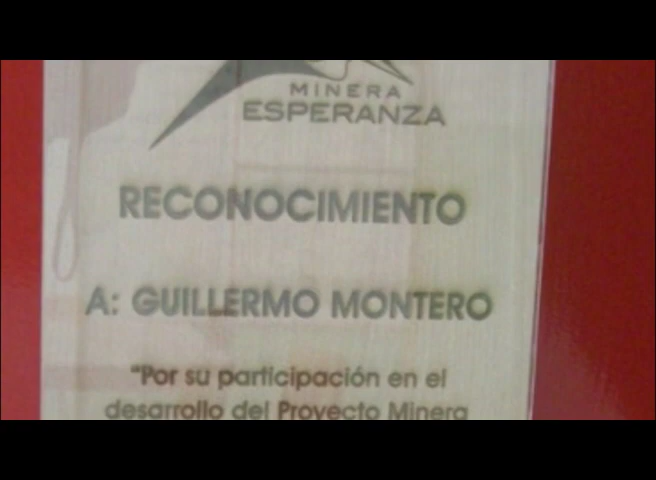 MINERA
ESPERANZA
RECONOCIMIENTO
A: GUILLERMO MONTERO
"Por su participación en el
desarrollo del Proyecto Minera